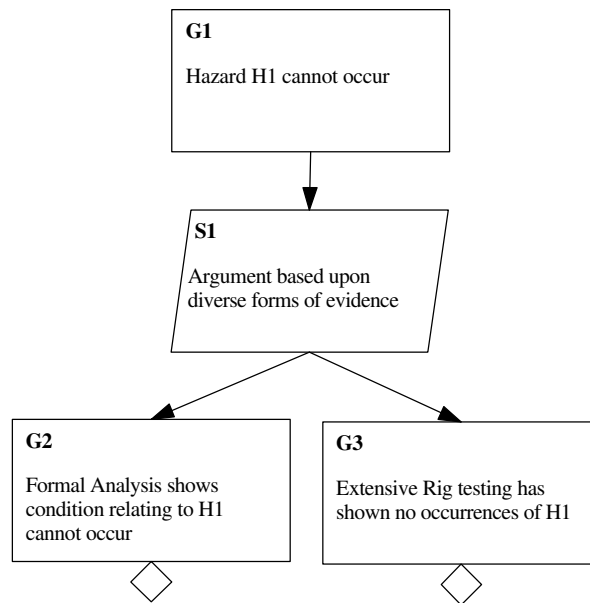 G1
Hazard H1 cannot occur
S1
Argument based upon
diverse forms of evidence
G2
Formal Analysis shows
condition relating to H1
cannot occur
G3
Extensive Rig testing has
shown no occurrences of H1